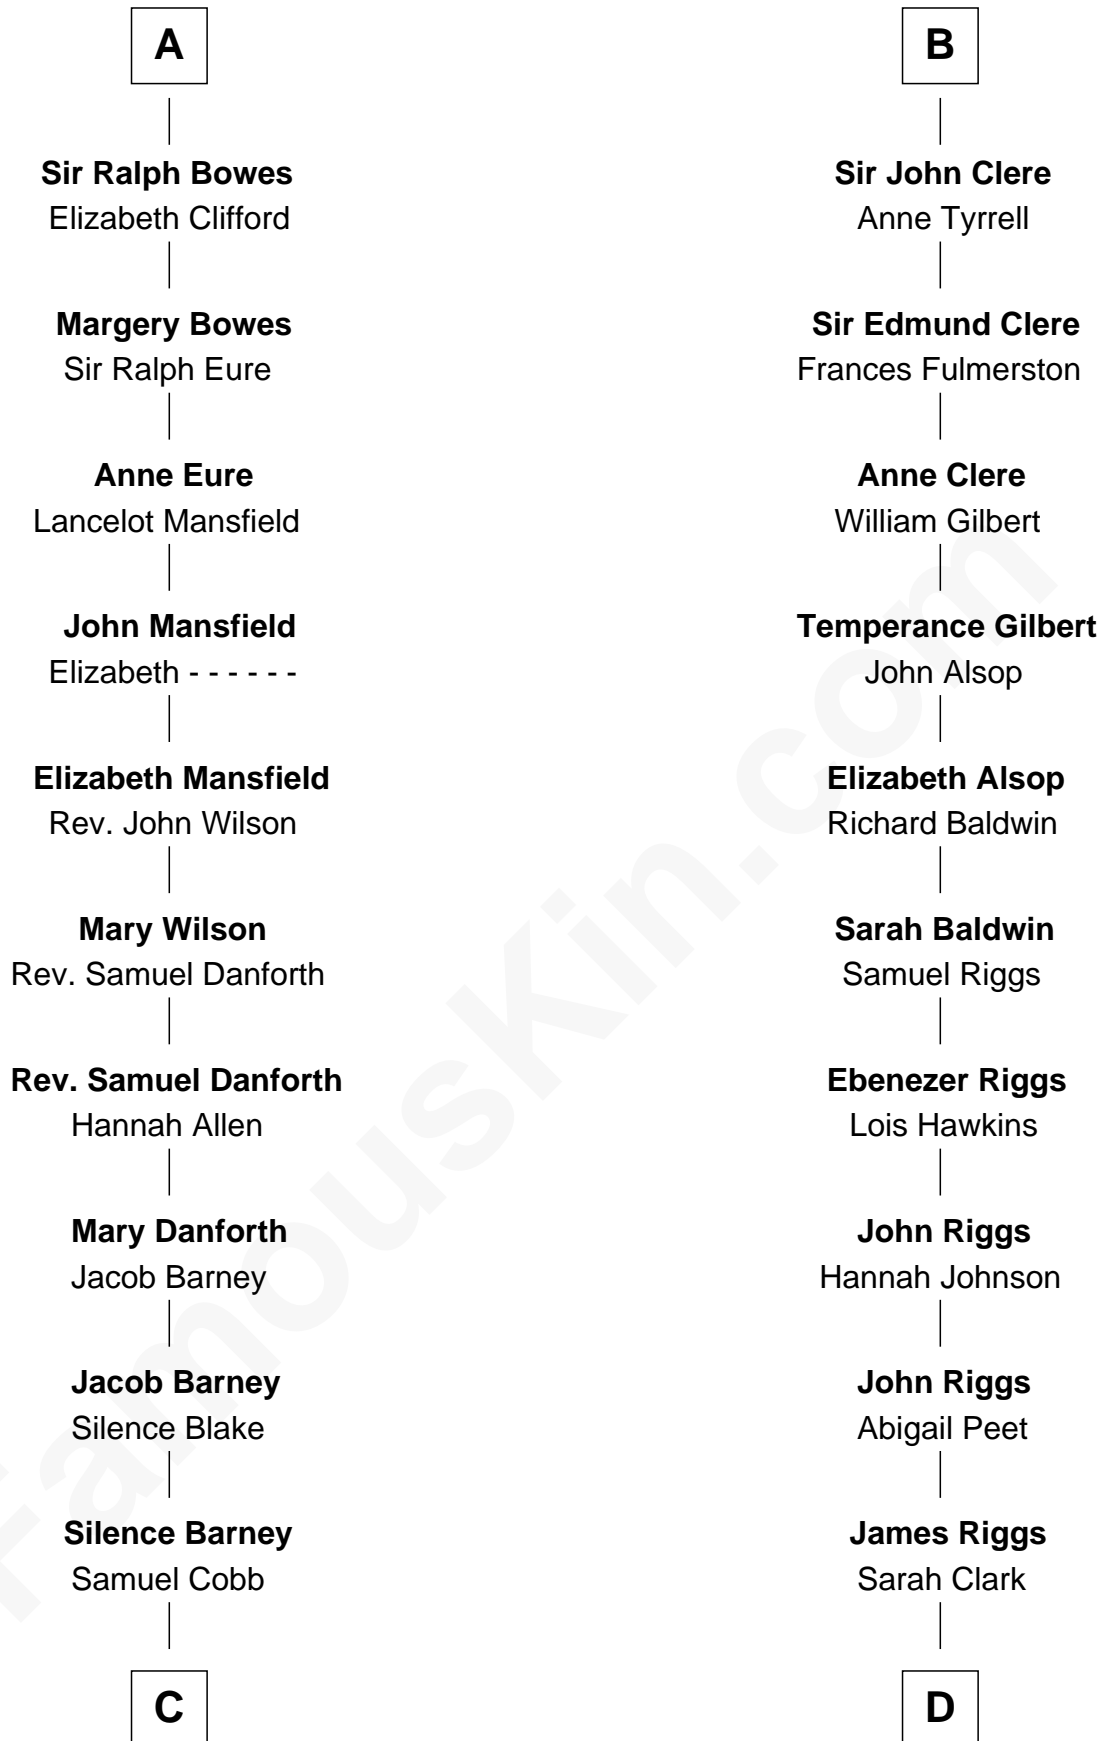 A
Sir Ralph Bowes
Elizabeth Clifford
Margery Bowes
Sir Ralph Eure
Anne Eure
Lancelot Mansfield
John Mansfield
Elizabeth - - - - - -
Elizabeth Mansfield
Rev. John Wilson
Mary Wilson
Rev. Samuel Danforth
Rev. Samuel Danforth
Hannah Allen
Mary Danforth
Jacob Barney
Jacob Barney
Silence Blake
Silence Barney
Samuel Cobb
C
B
Sir John Clere
Anne Tyrrell
Sir Edmund Clere
Frances Fulmerston
Anne Clere
William Gilbert
Temperance Gilbert
John Alsop
Elizabeth Alsop
Richard Baldwin
Sarah Baldwin
Samuel Riggs
Ebenezer Riggs
Lois Hawkins
John Riggs
Hannah Johnson
John Riggs
Abigail Peet
James Riggs
Sarah Clark
D
FamousKin.com